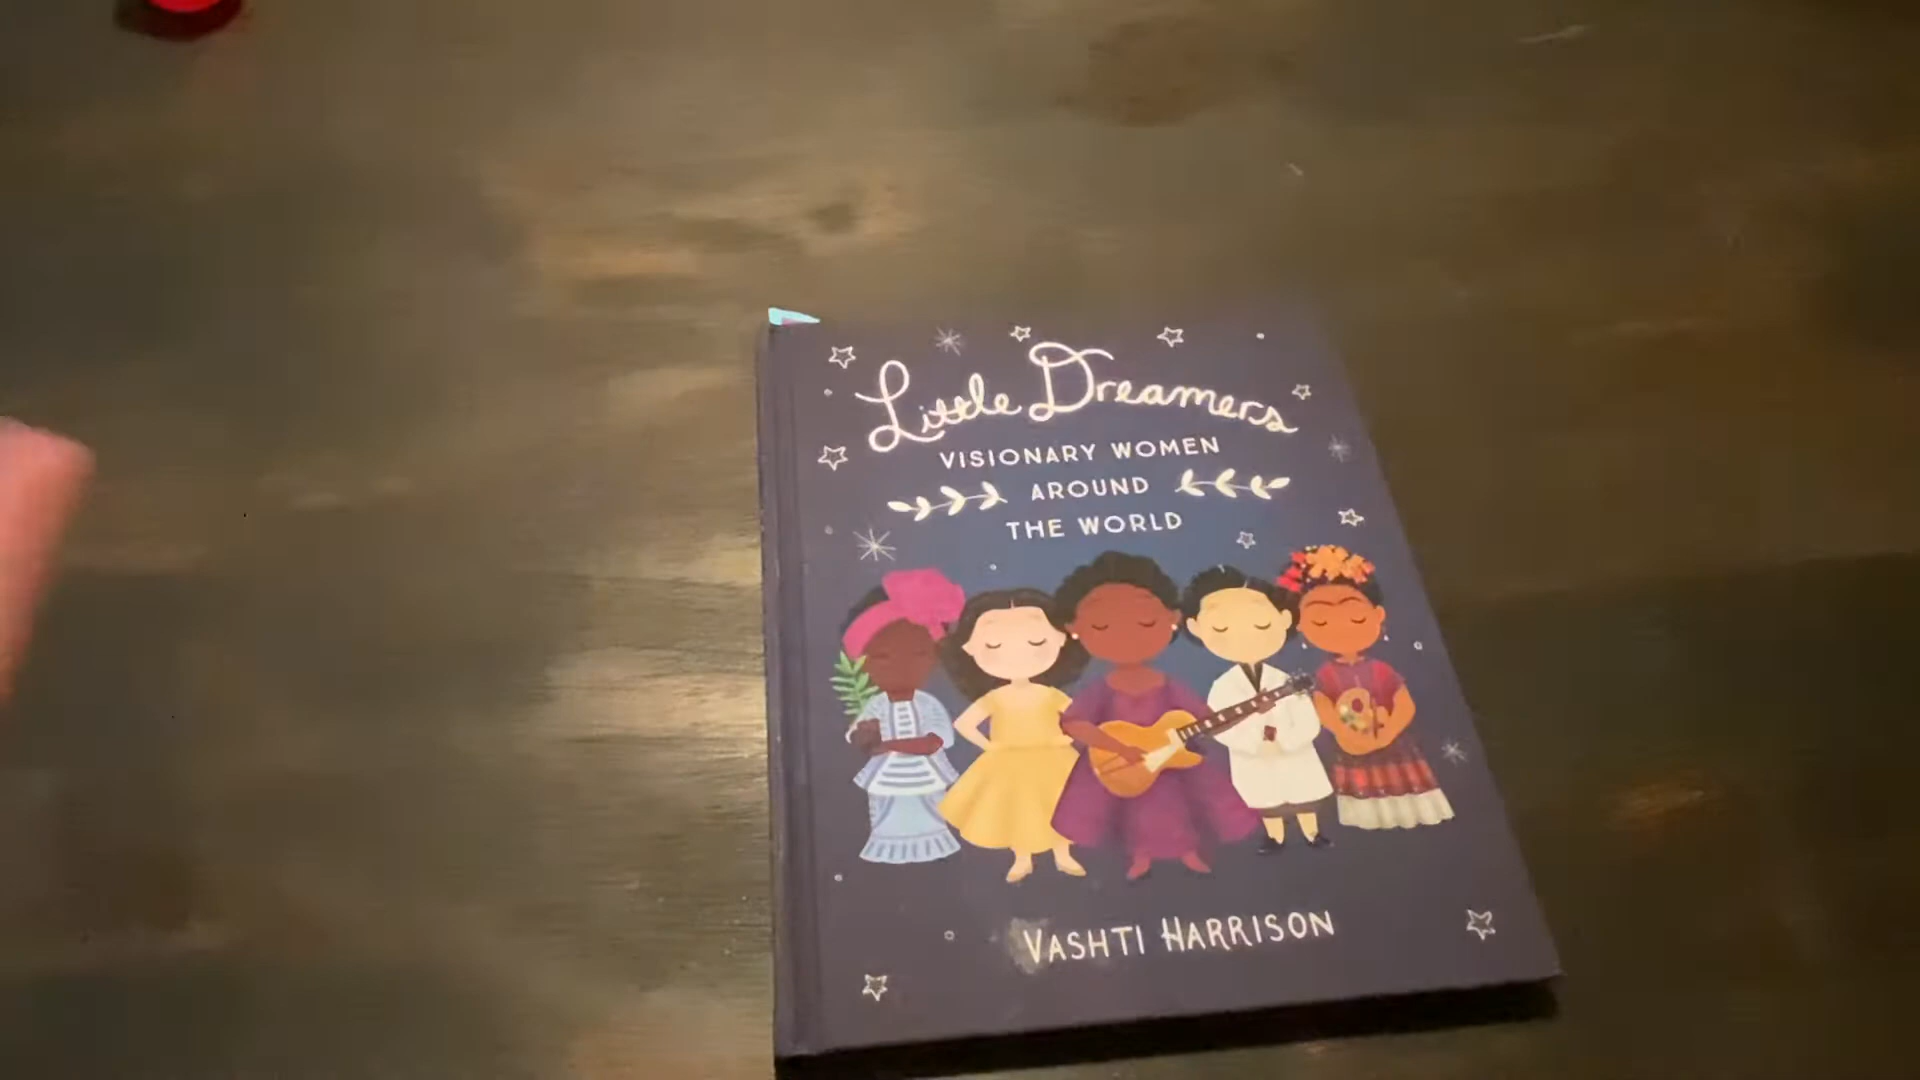 Little Dreamers
VISIONARY WOMEN
AROUND
THE WORLD
VASHTI HARRISON